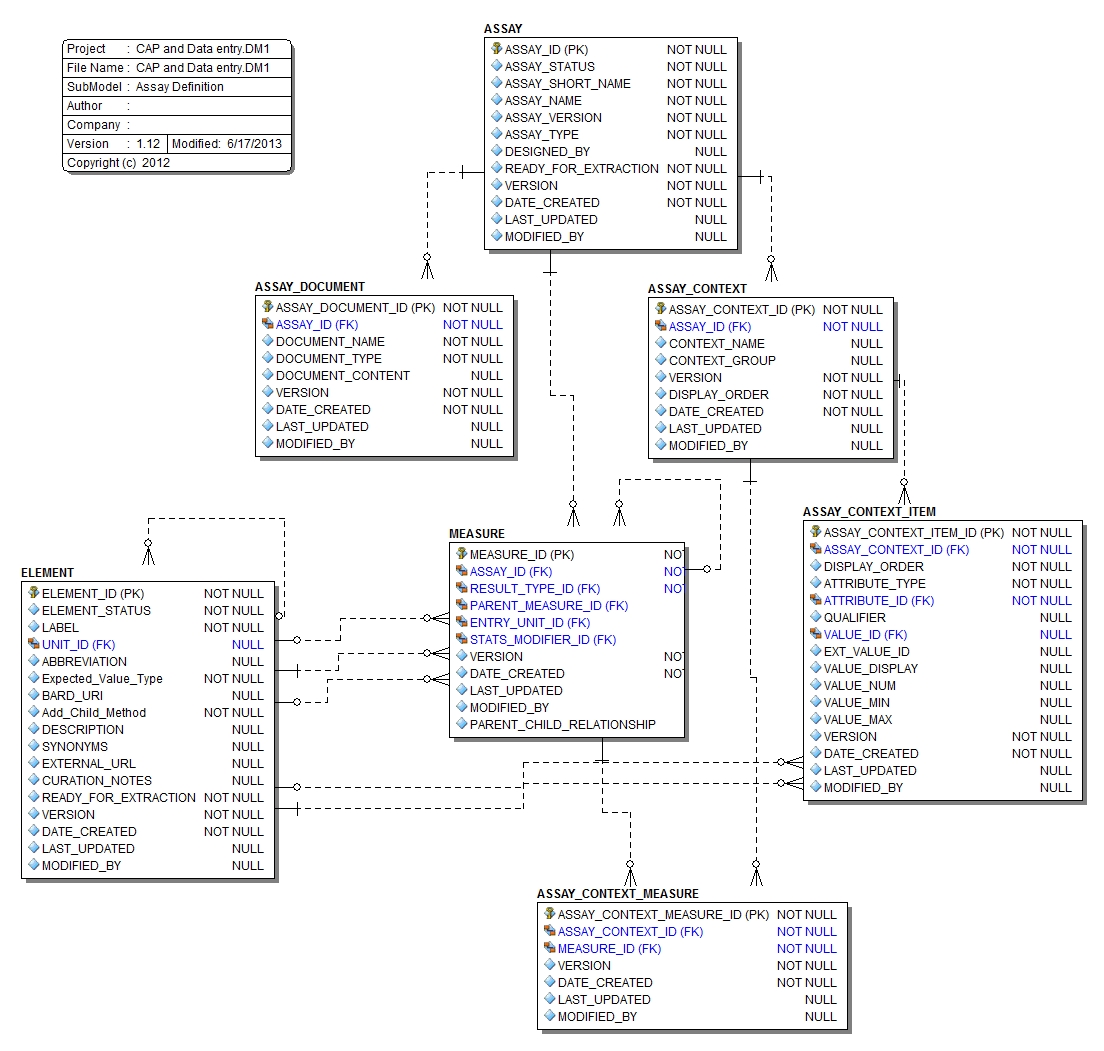 Project : CAP and Data entry.DM1
File Name : CAP and Data entry.DM1
SubModel : Assay Definition
Author :
Company :
Version : 1.12 Modified: 6/17/2013
Copyright (c) 2012
ASSAY
ASSAY_ID (PK) NOT NULL
ASSAY_STATUS NOT NULL
ASSAY_SHORT_NAME NOT NULL
ASSAY_NAME NOT NULL
ASSAY_VERSION NOT NULL
ASSAY_TYPE NOT NULL
DESIGNED_BY NULL
READY_FOR_EXTRACTION NOT NULL
VERSION NOT NULL
DATE_CREATED NOT NULL
LAST_UPDATED NULL
MODIFIED_BY NULL
ASSAY_DOCUMENT
ASSAY_DOCUMENT_ID (PK) NOT NULL
ASSAY_ID (FK) NOT NULL
DOCUMENT_NAME NOT NULL
DOCUMENT_TYPE NOT NULL
DOCUMENT_CONTENT NULL
VERSION NOT NULL
DATE_CREATED NOT NULL
LAST_UPDATED NULL
MODIFIED_BY NULL
ASSAY_CONTEXT
ASSAY_CONTEXT_ID (PK) NOT NULL
ASSAY_ID (FK) NOT NULL
CONTEXT_NAME NULL
CONTEXT_GROUP NULL
VERSION NOT NULL
DISPLAY_ORDER NOT NULL
DATE_CREATED NOT NULL
LAST_UPDATED NULL
MODIFIED_BY NULL
ASSAY_CONTEXT_ITEM
ASSAY_CONTEXT_ITEM_ID (PK) NOT NULL
ASSAY_CONTEXT_ID (FK) NOT NULL
DISPLAY_ORDER NOT NULL
ATTRIBUTE_TYPE NOT NULL
ATTRIBUTE_ID (FK) NOT NULL
QUALIFIER NULL
VALUE_ID (FK) NULL
EXT_VALUE_ID NULL
VALUE_DISPLAY NULL
VALUE_NUM NULL
VALUE_MIN NULL
VALUE_MAX NULL
VERSION NOT NULL
DATE_CREATED NOT NULL
LAST_UPDATED NULL
MODIFIED_BY NULL
MEASURE
MEASURE_ID (PK) NOT
ASSAY_ID (FK) NOT
RESULT_TYPE_ID (FK) NOT
PARENT_MEASURE_ID (FK)
ENTRY_UNIT_ID (FK)
STATS_MODIFIER_ID (FK)
VERSION NOT
DATE_CREATED NOT
LAST_UPDATED
MODIFIED_BY
PARENT_CHILD_RELATIONSHIP
ELEMENT
ELEMENT_ID (PK) NOT NULL
ELEMENT_STATUS NOT NULL
LABEL NOT NULL
UNIT_ID (FK) NULL
ABBREVIATION NULL
Expected_Value_Type NOT NULL
BARD_URI NULL
Add_Child_Method NOT NULL
DESCRIPTION NULL
SYNONYMS NULL
EXTERNAL_URL NULL
CURATION_NOTES NULL
READY_FOR_EXTRACTION NOT NULL
VERSION NOT NULL
DATE_CREATED NOT NULL
LAST_UPDATED NULL
MODIFIED_BY NULL
ASSAY_CONTEXT_MEASURE
ASSAY_CONTEXT_MEASURE_ID (PK) NOT NULL
ASSAY_CONTEXT_ID (FK) NOT NULL
MEASURE_ID (FK) NOT NULL
VERSION NOT NULL
DATE_CREATED NOT NULL
LAST_UPDATED NULL
MODIFIED_BY NULL